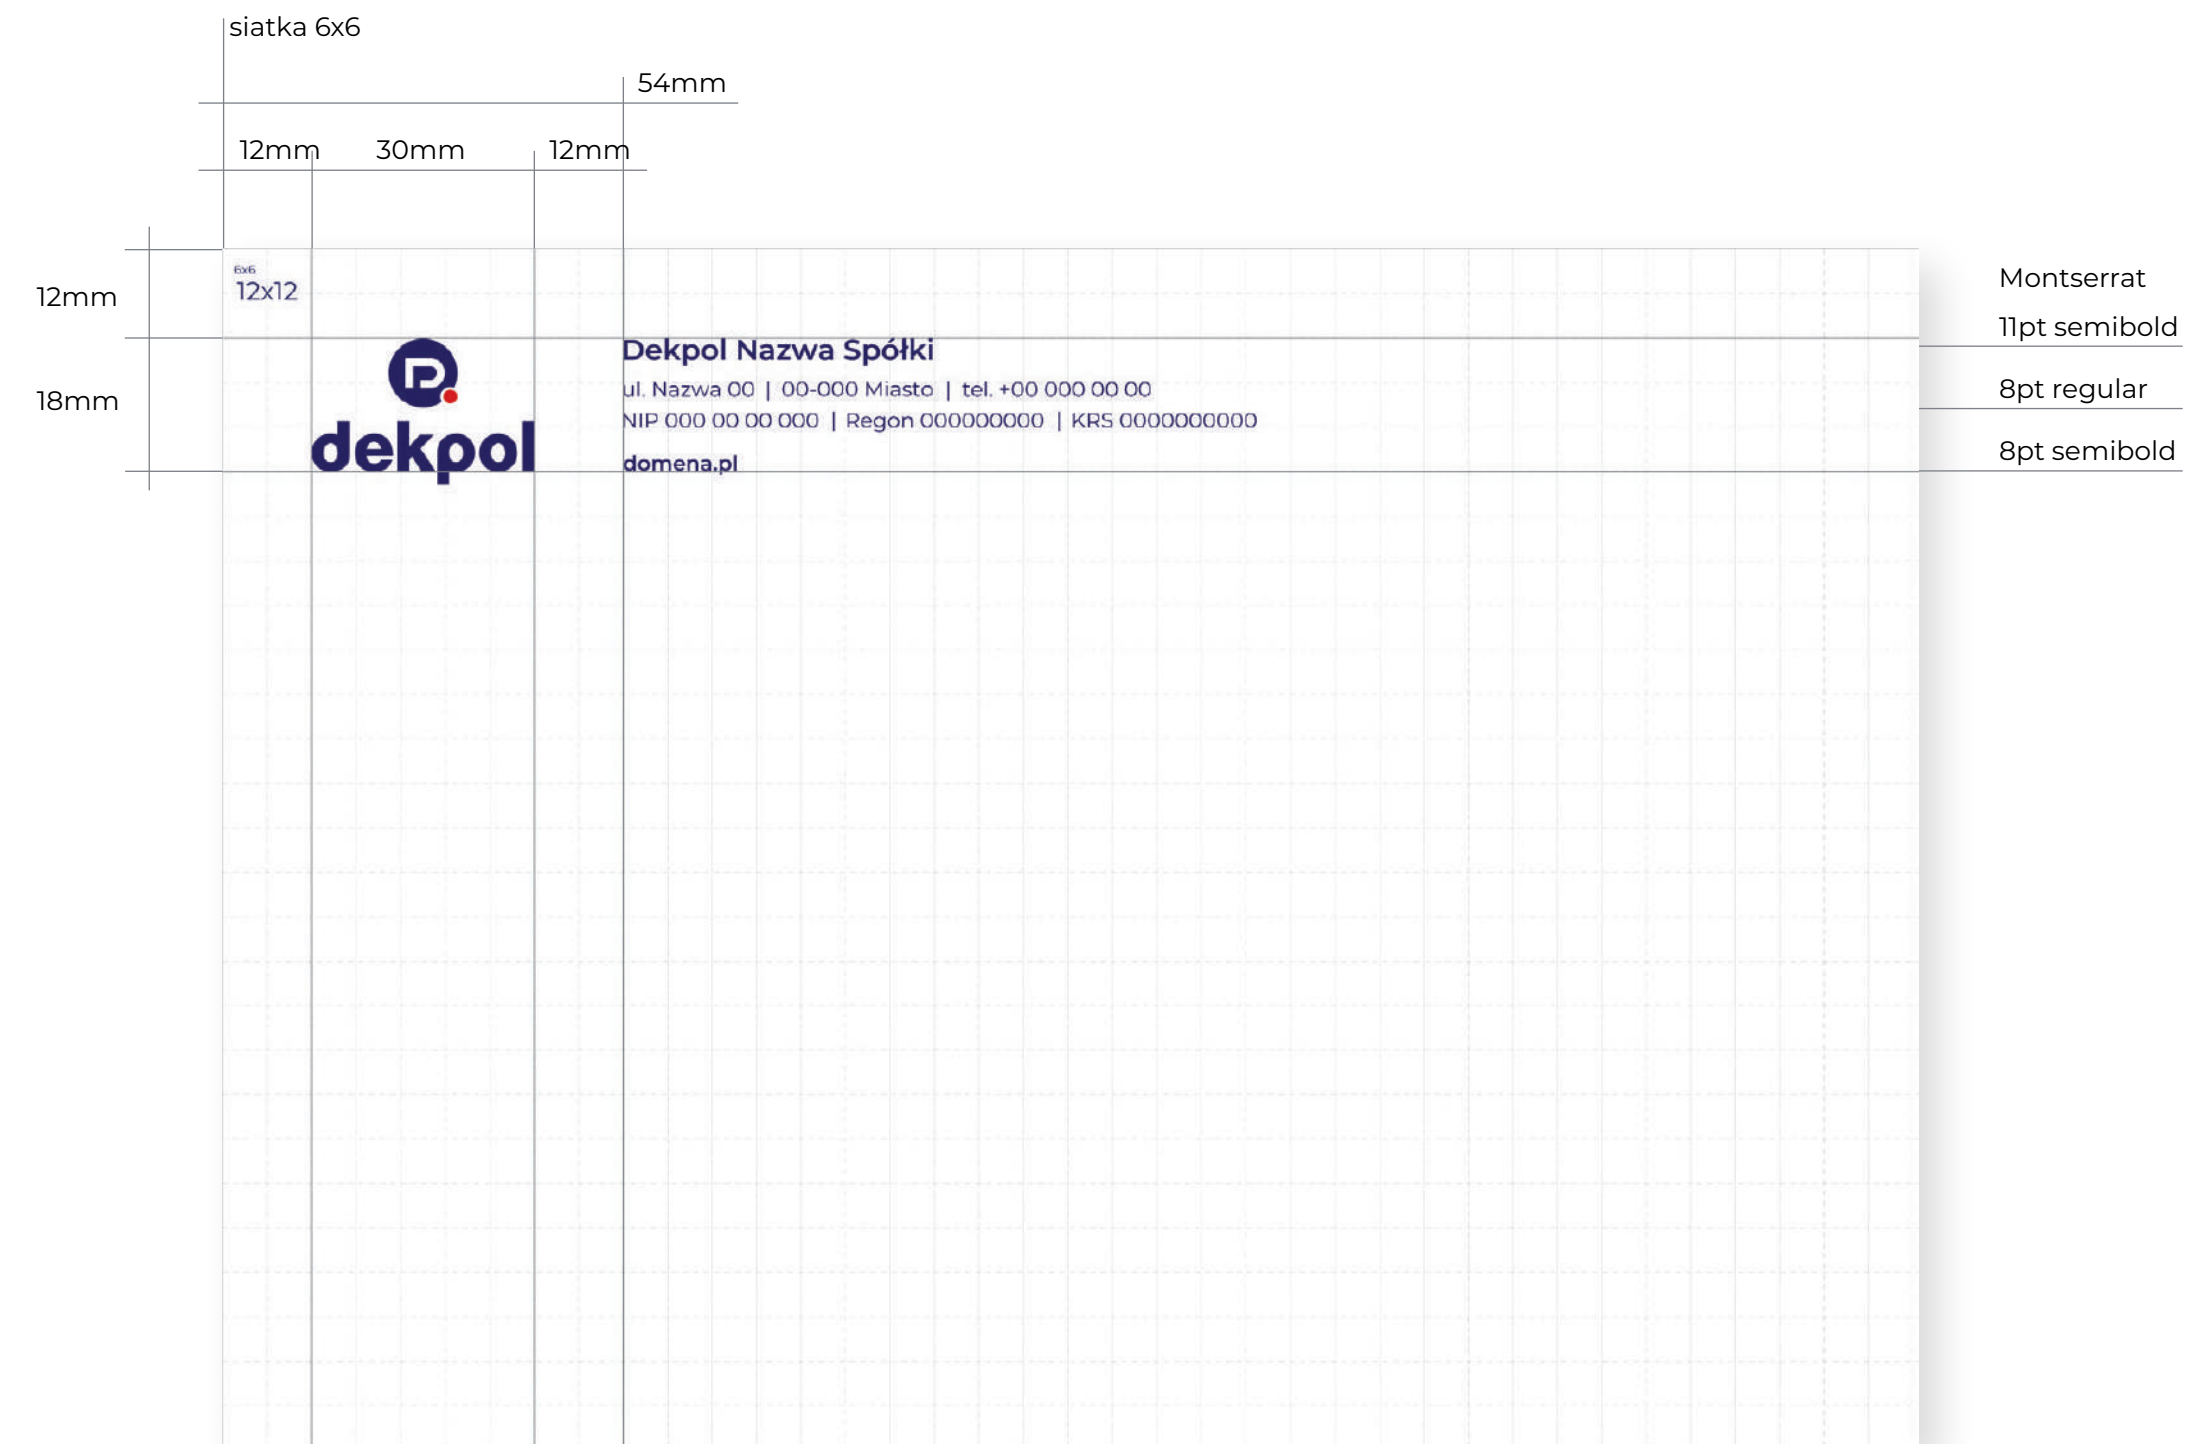 siatka 6x6
54mm
12mm 30mm 12mm
6x6
12x12
12mm
18mm
dekpol
Dekpol Nazwa Spółki
ul. Nazwa 00 | 00-000 Miasto | tel. +00 000 00 00
NIP 000 00 00 000 | Regon 000000000 | KRS 0000000000
domena.pl
Montserrat
11pt semibold
8pt regular
8pt semibold